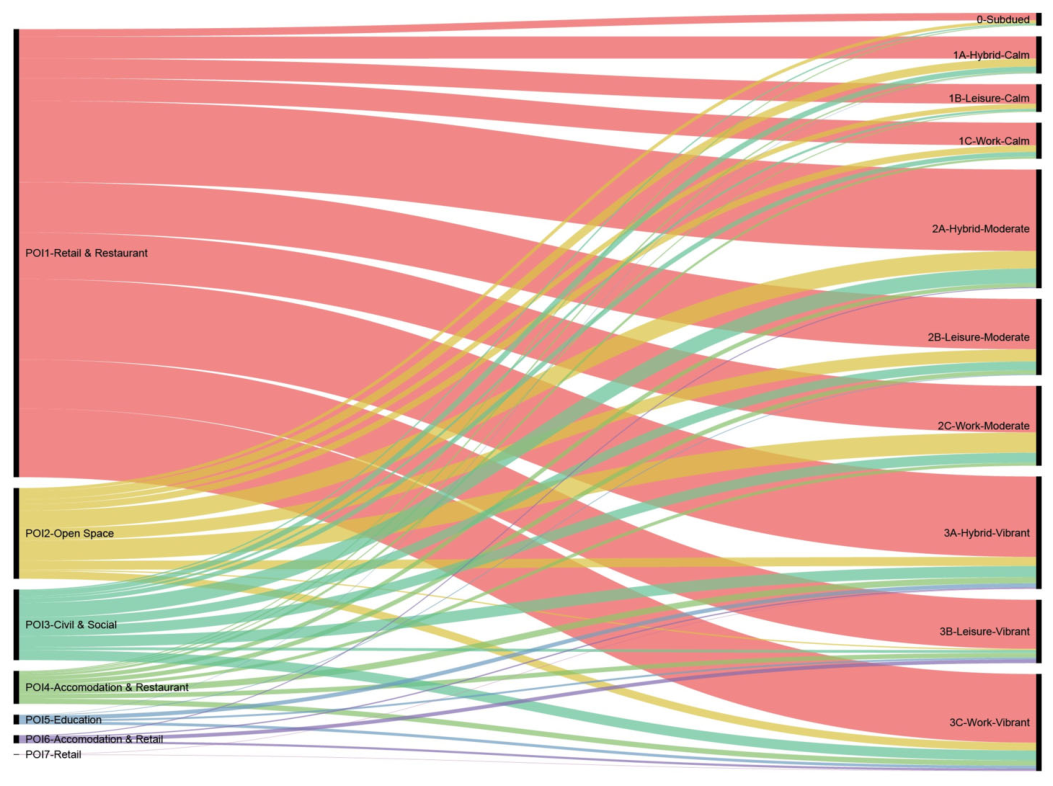 0-Subdued
1A-Hybrid-Calm
1B-Leisure-Calm
1C-Work-Calm
2A-Hybrid-Moderate
POI1-Retail & Restaurant
2B-Leisure-Moderate
2C-Work-Moderate
POI2-Open Space
3A-Hybrid-Vibrant
POI3-Civil & Social
3B-Leisure-Vibrant
POI4-Accomodation & Restaurant
POI5-Education
3C-Work-Vibrant
POI6-Accomodation & Retail
POI7-Retail